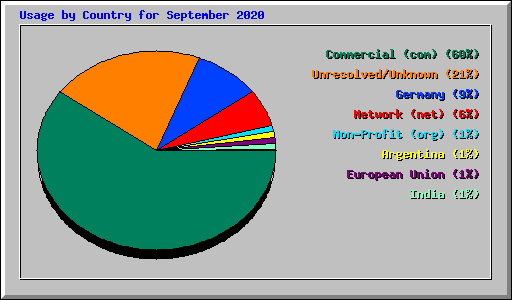 Usage by Country for September 2020
Commercial (com) (60%)
Unresolved/Unknown (21%)
Germany (9%)
Network (net) (6%)
Non-Profit (org) (1%)
Argentina (1%)
European Union (1%)
India (1%)